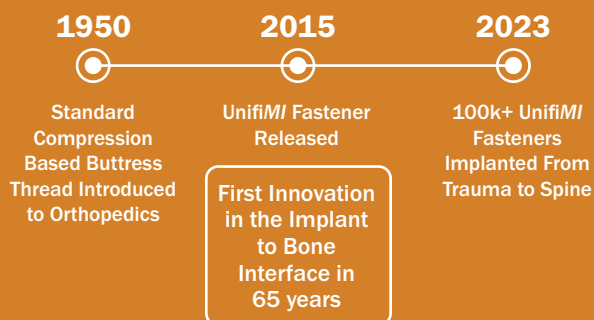 1950
Standard
Compression
Based Buttress
Thread Introduced
to Orthopedics
2015
UnifiMI Fastener
Released
First Innovation
in the Implant
to Bone
Interface in
65 years
2023
100k+ UnifiMI
Fasteners
Implanted From
Trauma to Spine